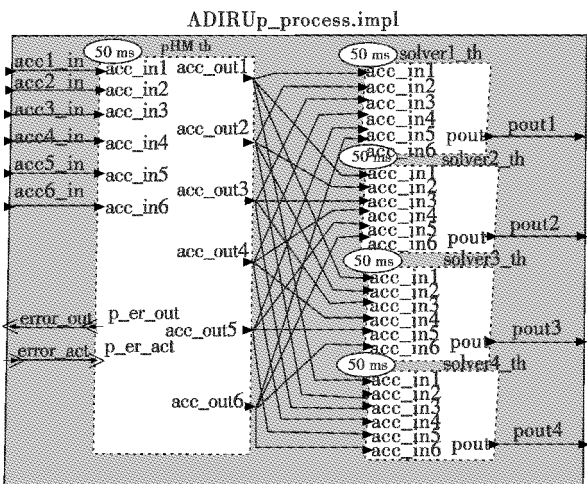 ADIRUp_process.impl
50 ms pHM th
acc1_in
acc2_in
acc3_in
acc4_in
acc5_in
acc6_in
error_out
error_act
acc_in1
acc_in2
acc_in3
acc_in4
acc_in5
acc_in6
p_er_out
p_er_act
acc_out1
acc_out2
acc_out3
acc_out4
acc_out5
acc_out6
50 ms solver1_th
acc_in1
acc_in2
acc_in3
acc_in4
acc_in5
acc_in6
pout
pout1
50 ms solver2_th
acc_in1
acc_in2
acc_in3
acc_in4
acc_in5
acc_in6
pout
pout2
50 ms solver3_th
acc_in1
acc_in2
acc_in3
acc_in4
acc_in5
acc_in6
pout
pout3
50 ms solver4_th
acc_in1
acc_in2
acc_in3
acc_in4
acc_in5
acc_in6
pout
pout4